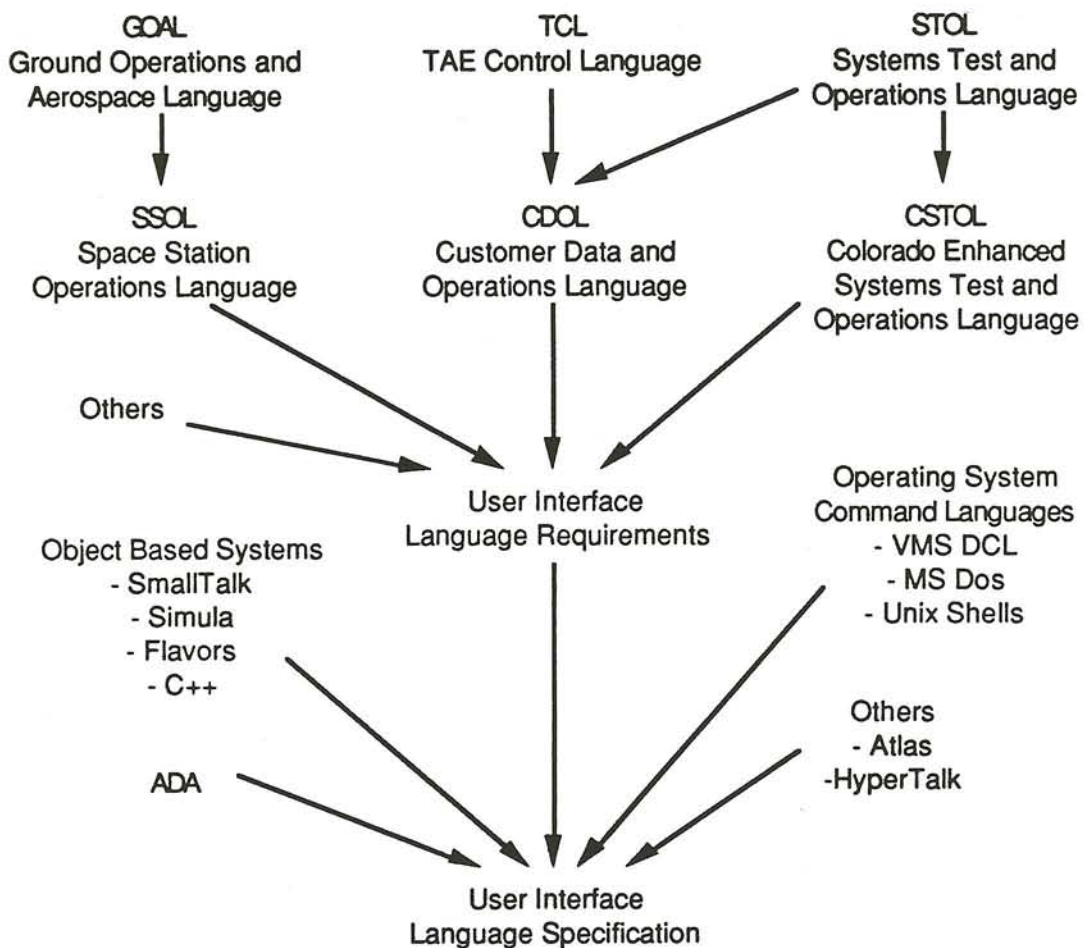 GOAL
Ground Operations and
Aerospace Language
TCL
TAE Control Language
STOL
Systems Test and
Operations Language
SSOL
Space Station
Operations Language
CDOL
Customer Data and
Operations Language
CSTOL
Colorado Enhanced
Systems Test and
Operations Language
Others
User Interface
Language Requirements
Operating System
Command Languages
- VMS DCL
- MS Dos
- Unix Shells
Object Based Systems
- SmallTalk
- Simula
- Flavors
- C++
Others
- Atlas
-HyperTalk
ADA
User Interface
Language Specification